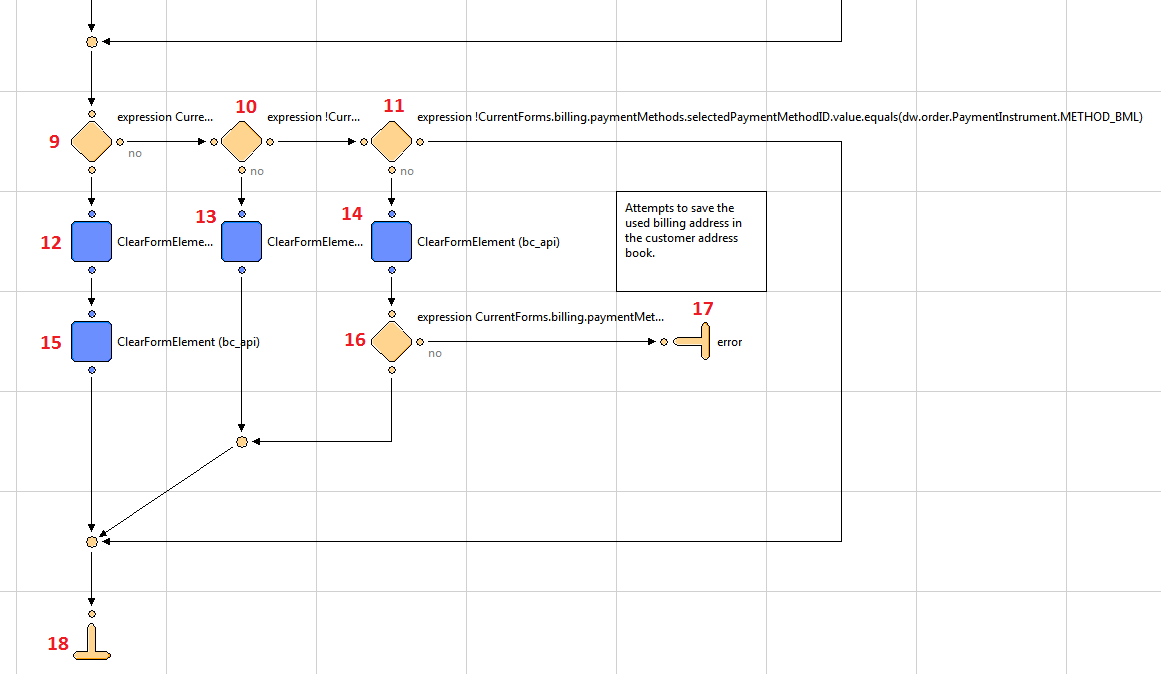 10
11
expression Curre...
expression !Curr...
expression !CurrentForms.billing.paymentMethods.selectedPaymentMethodID.value.equals(dw.order.PaymentInstrument.METHOD_BML)
9
no
no
no
13
14
Attempts to save the
used billing address in
the customer address
book.
12
ClearFormEleme...
ClearFormEleme...
ClearFormElement (bc_api)
17
expression CurrentForms.billing.paymentMet...
15
ClearFormElement (bc_api)
16
error
no
18